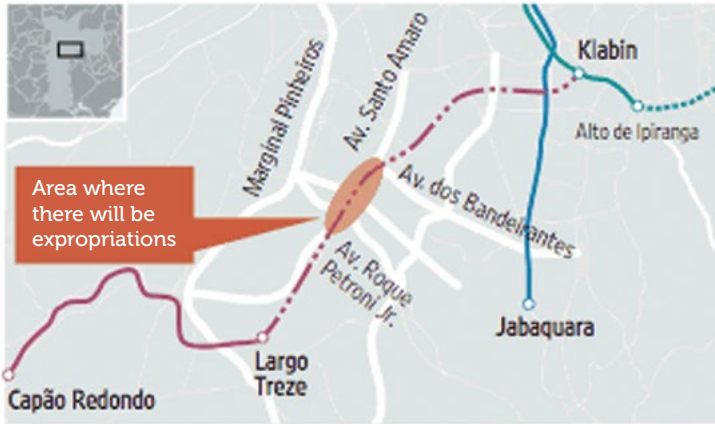 Marginal Pinheiros
Av. Santo Amaro
Klabin
Alto de Ipiranga
Area where
there will be
expropriations
Av. dos Bandeirantes
Av. Roque
Petroni Jr.
Jabaquara
Largo
Treze
Capão Redondo